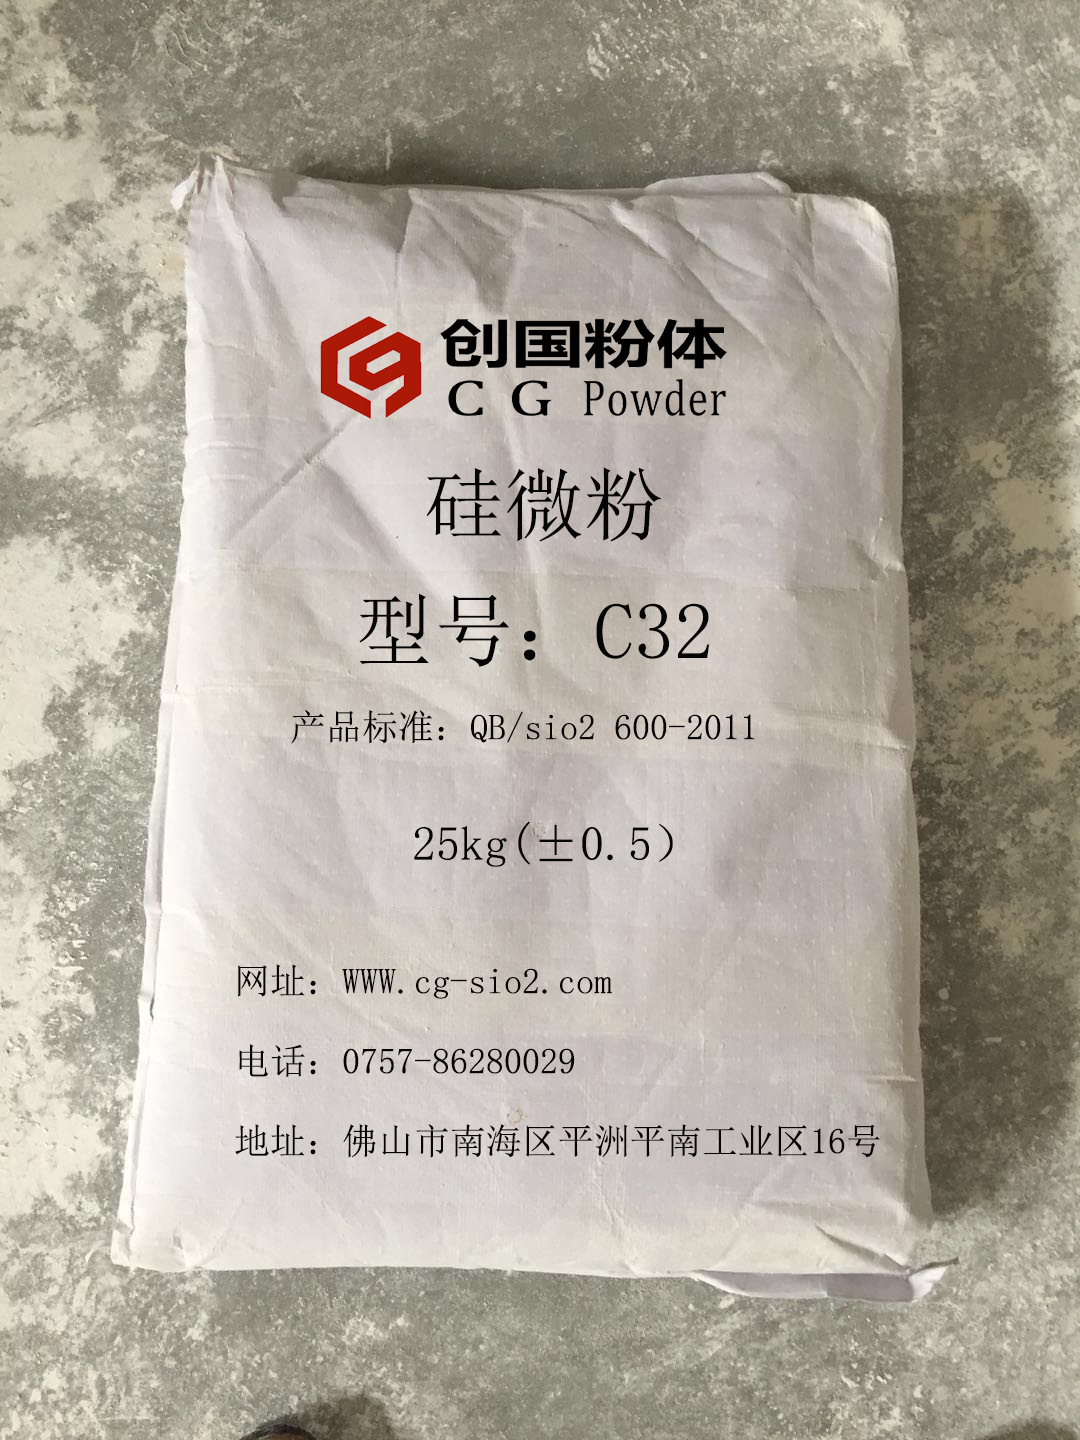 创国粉体
CG Powder
硅微粉
型号：C32
产品标准：QB/sio2 600-2011
25kg(±0.5)
网址：WWW.cg-sio2.com
电话：0757-86280029
地址：佛山市南海区平洲平南工业区16号